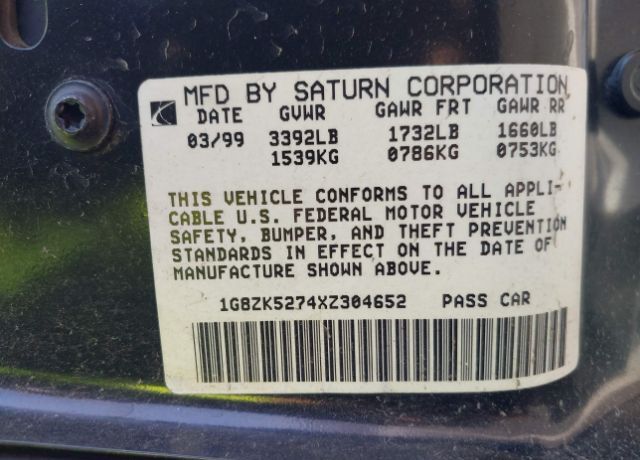 MFD BY SATURN CORPORATION
DATE GVWR GAWR FRT GAWR RR
03/99 3392LB 1732LB 1660LB
1539KG 0786KG 0753KG
THIS VEHICLE CONFORMS TO ALL APPLI-
CABLE U.S. FEDERAL MOTOR VEHICLE
SAFETY, BUMPER, AND THEFT PREVENTION
STANDARDS IN EFFECT ON THE DATE OF
MANUFACTURE SHOWN ABOVE.
1G8ZK5274XZ304652 PASS CAR